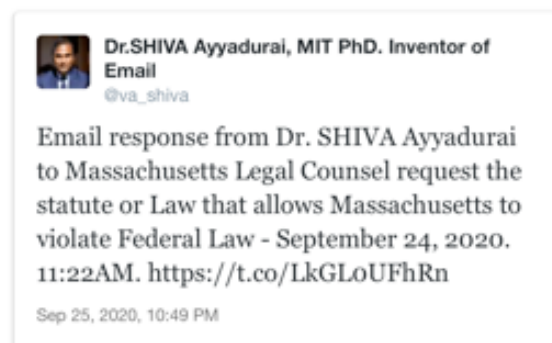 Dr.SHIVA Ayyadurai, MIT PhD. Inventor of
Email
@va_shiva
Email response from Dr. SHIVA Ayyadurai
to Massachusetts Legal Counsel request the
statute or Law that allows Massachusetts to
violate Federal Law - September 24, 2020.
11:22AM. https://t.co/LkGLoUFhRn
Sep 25, 2020, 10:49 PM